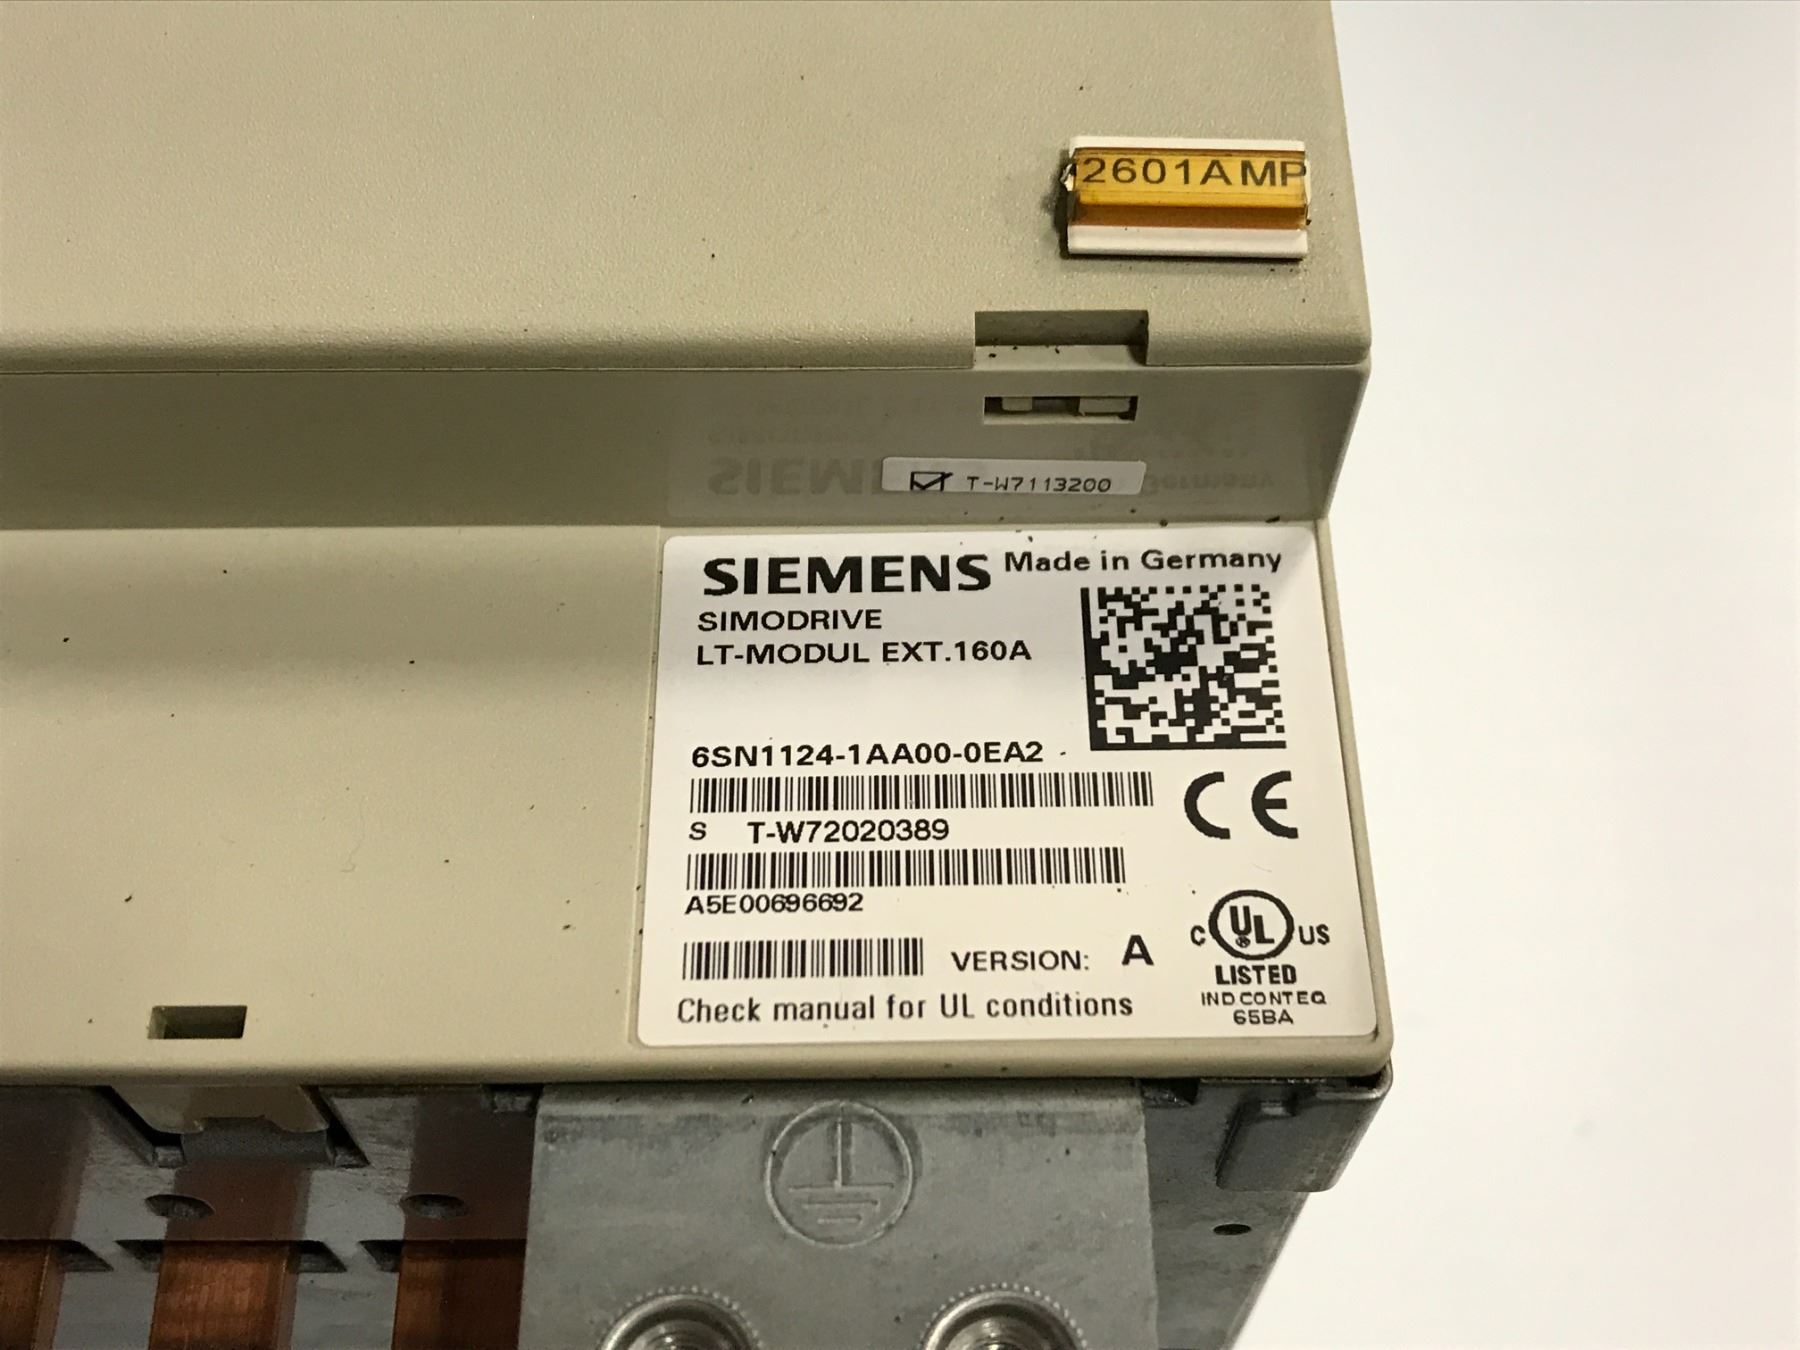 2601AMP
T-W7113200
SIEMENS Made in Germany
SIMODRIVE
LT-MODUL EXT.160A
6SN1124-1AA00-0EA2
S T-W72020389
A5E00696692
VERSION: A
Check manual for UL conditions
C UL® US
LISTED
IND CONT EQ
65BA
CE